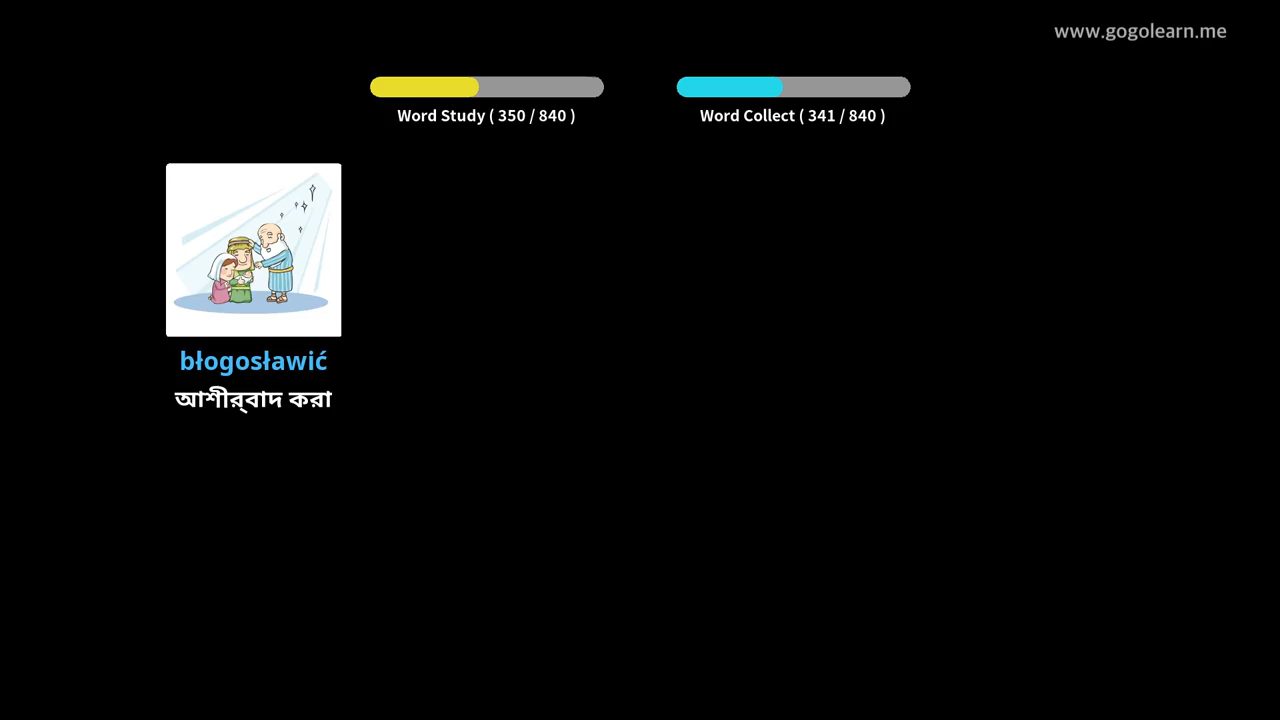 www.gogolearn.me
Word Study ( 350 / 840 )
Word Collect ( 341 / 840 )
błogosławić
আশীর্বাদ করা